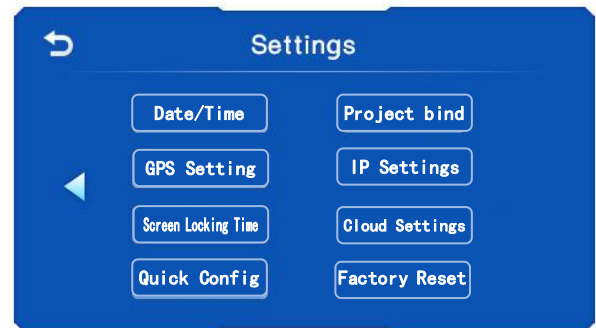 Settings
Date/Time
Project bind
GPS Setting
IP Settings
Screen Locking Time
Cloud Settings
Quick Config
Factory Reset